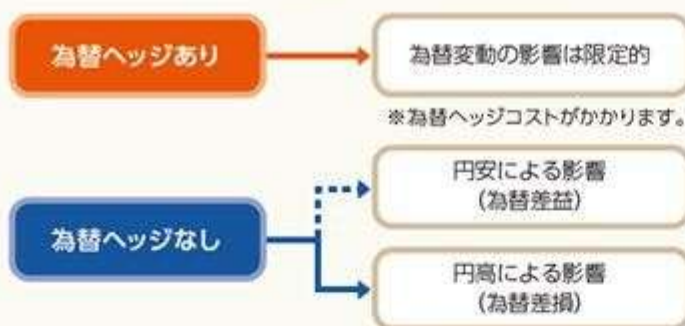 為替ヘッジあり
為替変動の影響は限定的
※為替ヘッジコストがかかります。
為替ヘッジなし
円安による影響
(為替差益)
円高による影響
(為替差損)